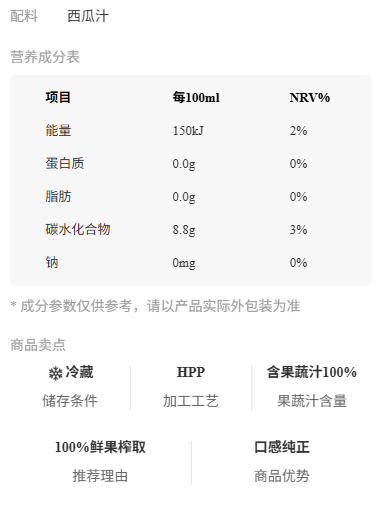 配料 西瓜汁
营养成分表
项目 每100ml NRV%
能量 150kJ 2%
蛋白质 0.0g 0%
脂肪 0.0g 0%
碳水化合物 8.8g 3%
钠 0mg 0%
* 成分参数仅供参考，请以产品实际外包装为准
商品卖点
冷藏 HPP 含果蔬汁100%
储存条件 加工工艺 果蔬汁含量
100%鲜果榨取 口感纯正
推荐理由 商品优势